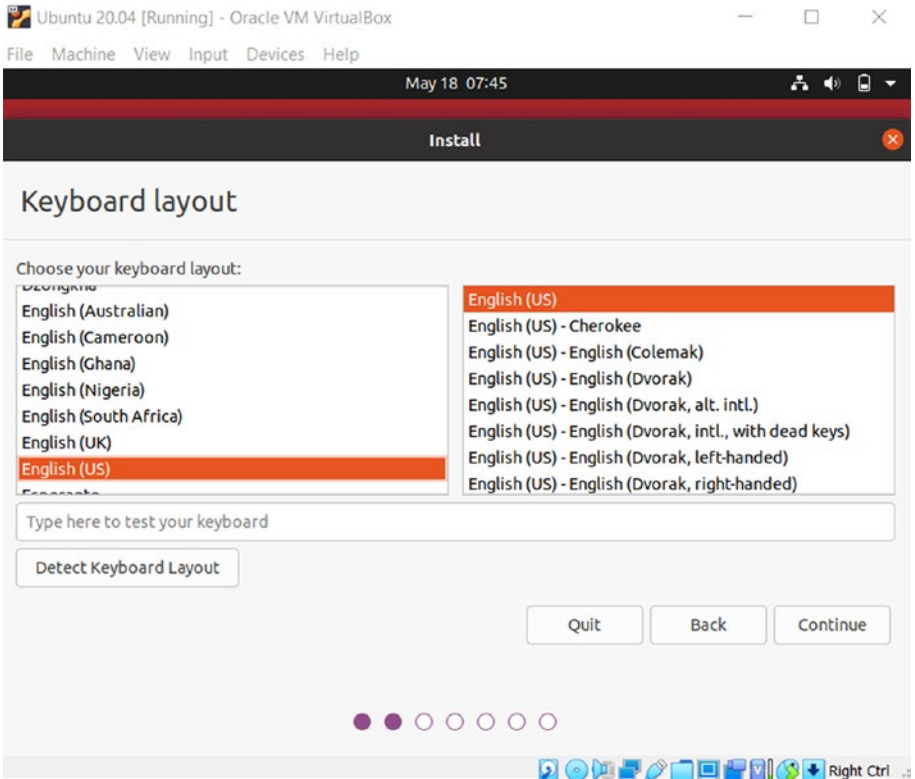 Ubuntu 20.04 [Running] - Oracle VM VirtualBox
File Machine View Input Devices Help
May 18 07:45
Install
Keyboard layout
Choose your keyboard layout:
Dzongkha
English (Australian)
English (Cameroon)
English (Ghana)
English (Nigeria)
English (South Africa)
English (UK)
English (US)
Esperanto
English (US)
English (US) - Cherokee
English (US) - English (Colemak)
English (US) - English (Dvorak)
English (US) - English (Dvorak, alt. intl.)
English (US) - English (Dvorak, intl., with dead keys)
English (US) - English (Dvorak, left-handed)
English (US) - English (Dvorak, right-handed)
Type here to test your keyboard
Detect Keyboard Layout
Quit Back Continue
Right Ctrl